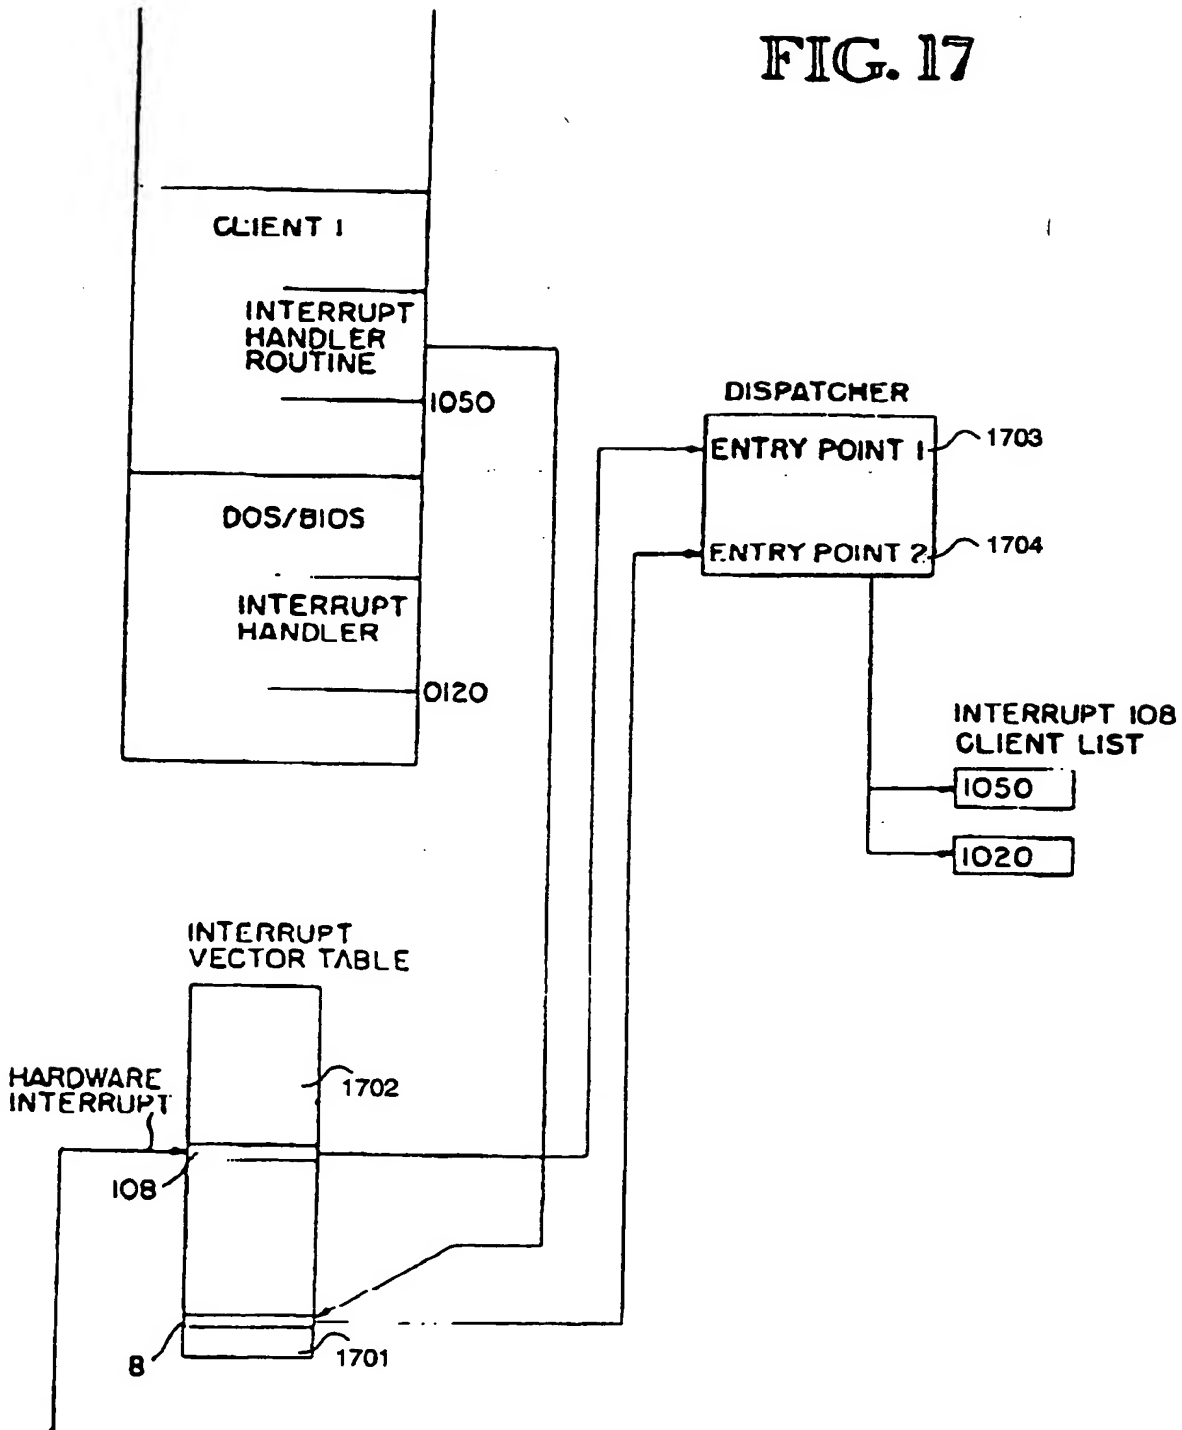 FIG. 17
CLIENT 1
INTERRUPT
HANDLER
ROUTINE
1050
DOS/BIOS
INTERRUPT
HANDLER
0120
DISPATCHER
ENTRY POINT 1
1703
ENTRY POINT 2
1704
INTERRUPT 108
CLIENT LIST
1050
1020
INTERRUPT
VECTOR TABLE
1702
HARDWARE
INTERRUPT
108
8
1701